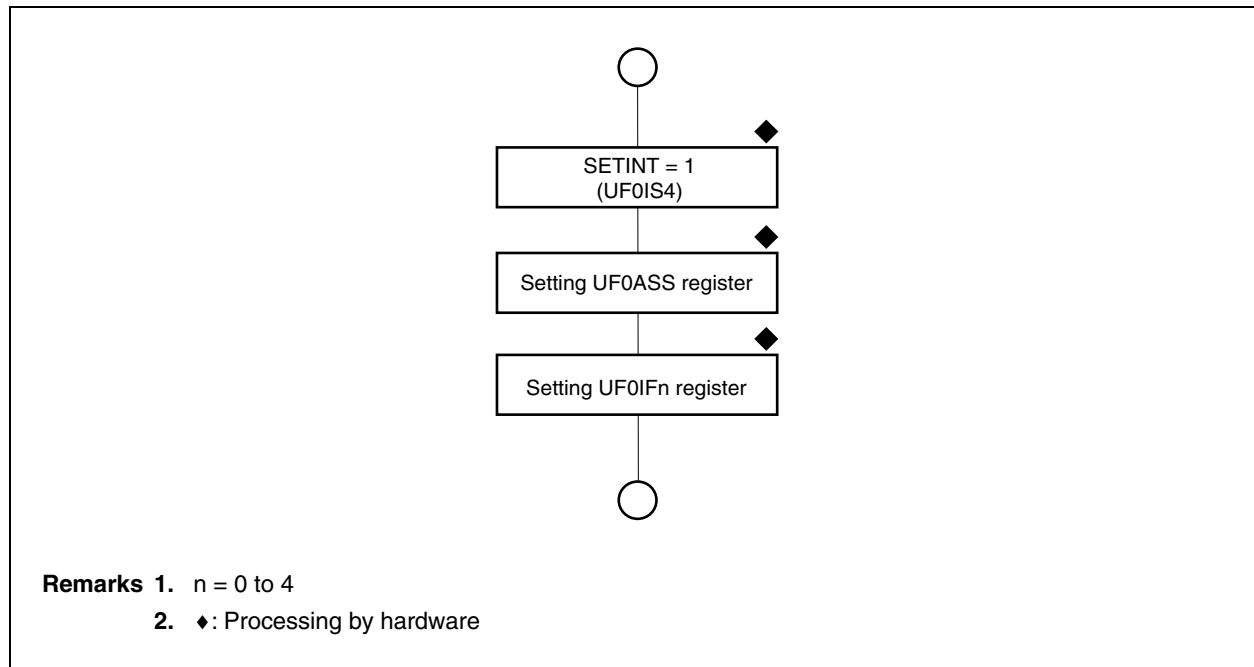 SETINT = 1
(UF0IS4)
Setting UF0ASS register
Setting UF0IFn register
Remarks 1. n = 0 to 4
2. ♦: Processing by hardware